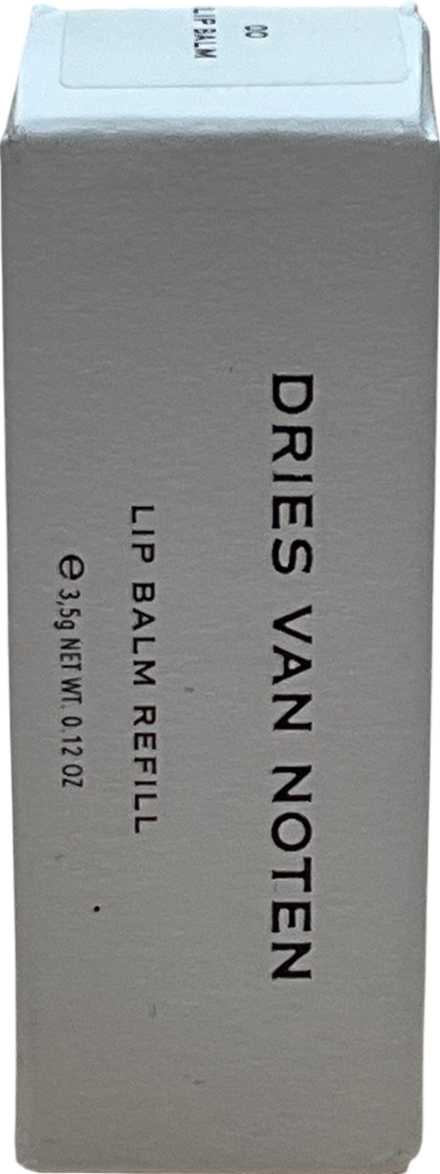 00
LIP BALM
DRIES VAN NOTEN
LIP BALM REFILL
e 3,5g NET WT. 0.12 OZ